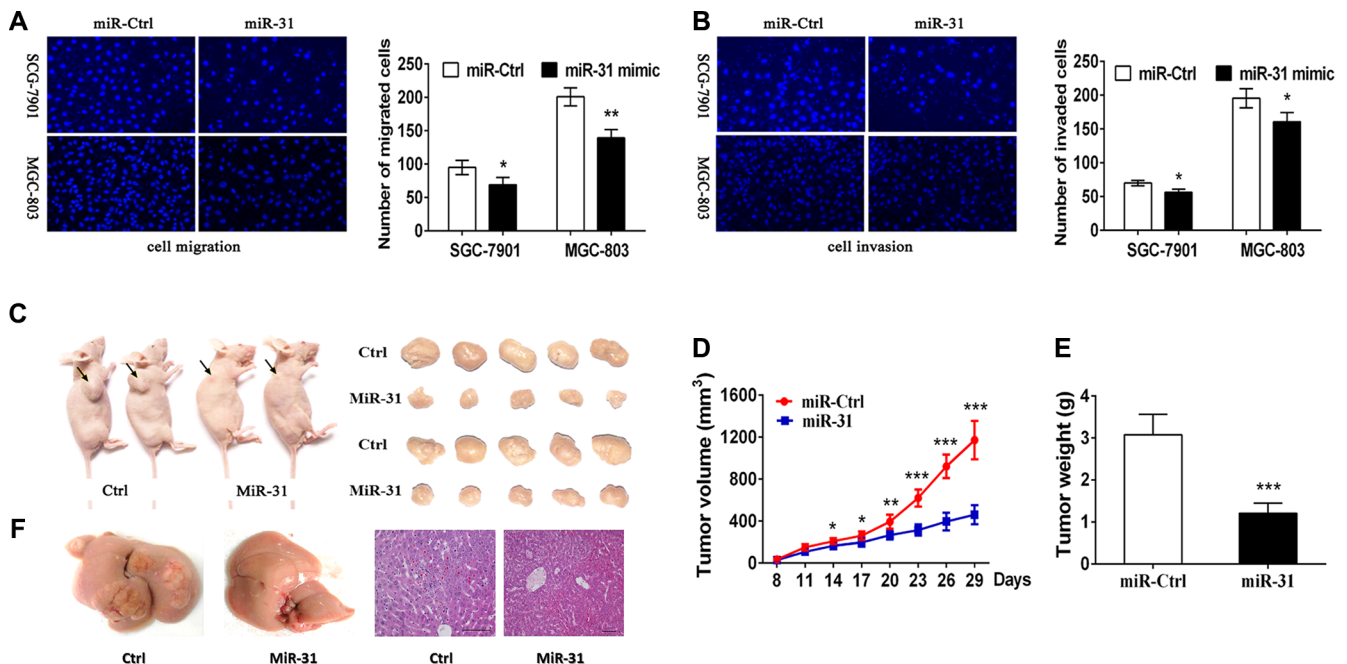 A
miR-Ctrl miR-31
SCG-7901
MGC-803
cell migration
Number of migrated cells
250
200
150
100
50
0
miR-Ctrl miR-31 mimic
* **
SGC-7901 MGC-803
B
miR-Ctrl miR-31
SCG-7901
MGC-803
cell invasion
Number of invaded cells
250
200
150
100
50
0
miR-Ctrl miR-31 mimic
* *
SGC-7901 MGC-803
C
Ctrl MiR-31
Ctrl
MiR-31
Ctrl
MiR-31
D
Tumor volume (mm³)
1600
1200
800
400
0
miR-Ctrl
miR-31
* * ** *** *** ***
8 11 14 17 20 23 26 29 Days
E
Tumor weight (g)
4
3
2
1
0
***
miR-Ctrl miR-31
F
Ctrl MiR-31 Ctrl MiR-31